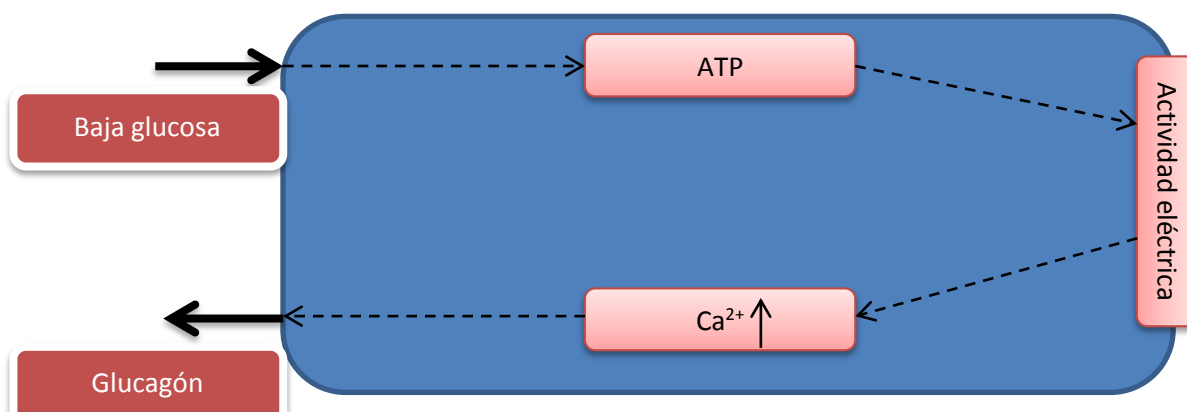 ATP
Baja glucosa
Actividad eléctrica
Ca²⁺
Glucagón